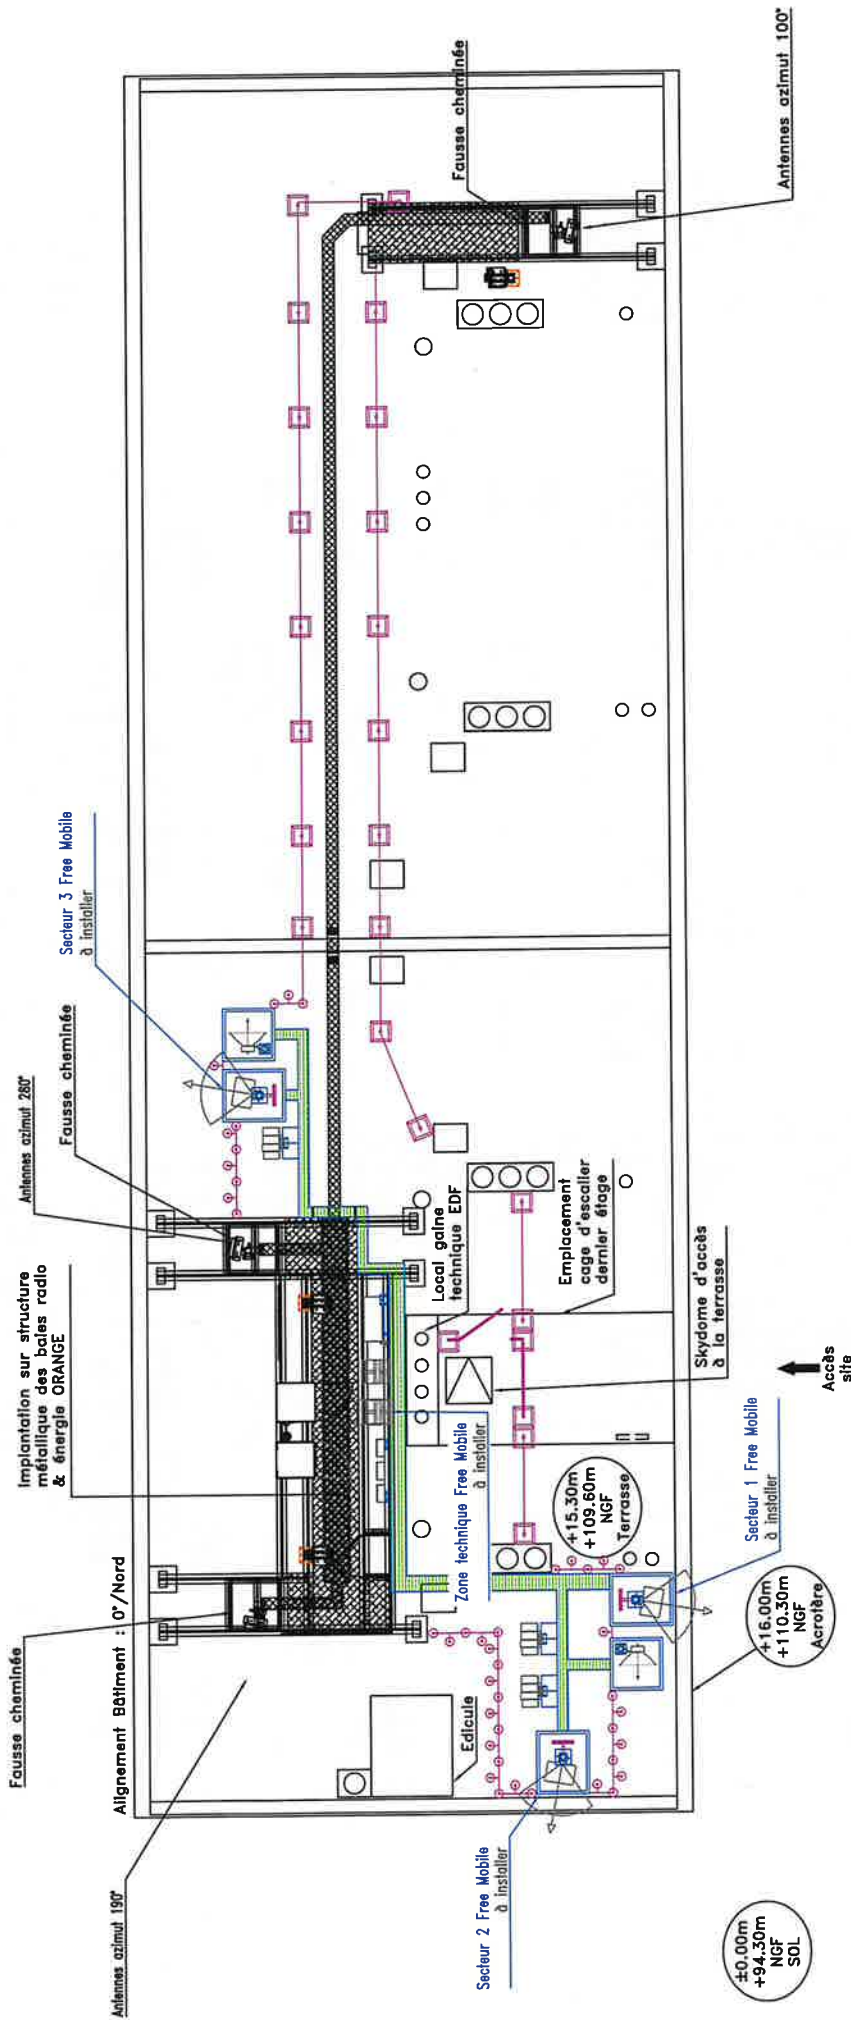 Fausse cheminée
Antennes azimut 190°
Alignement Bâtiment : 0°/Nord
Implantation sur structure
métallique des baies radio
& énergie ORANGE
Antennes azimut 280°
Fausse cheminée
Secteur 3 Free Mobile
à installer
Fausse cheminée
Antennes azimut 100°
Local gaine
technique EDF
Emplacement
cage d'escalier
dernier étage
Skydome d'accès
à la terrasse
Accès
site
Zone technique Free Mobile
à installer
+15.30m
+109.60m
NGF
Terrasse
Secteur 1 Free Mobile
à installer
+16.00m
+110.30m
NGF
Acrotère
Edicule
Secteur 2 Free Mobile
à installer
±0.00m
+94.30m
NGF
SOL